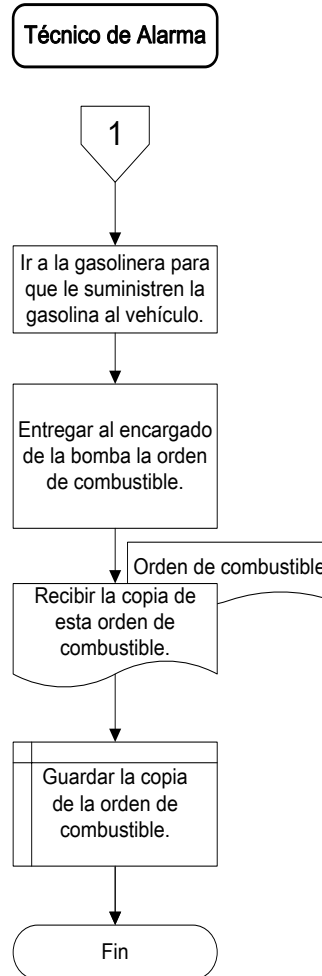 Técnico de Alarma
1
Ir a la gasolinera para
que le suministren la
gasolina al vehículo.
Entregar al encargado
de la bomba la orden
de combustible.
Orden de combustible
Recibir la copia de
esta orden de
combustible.
Guardar la copia
de la orden de
combustible.
Fin